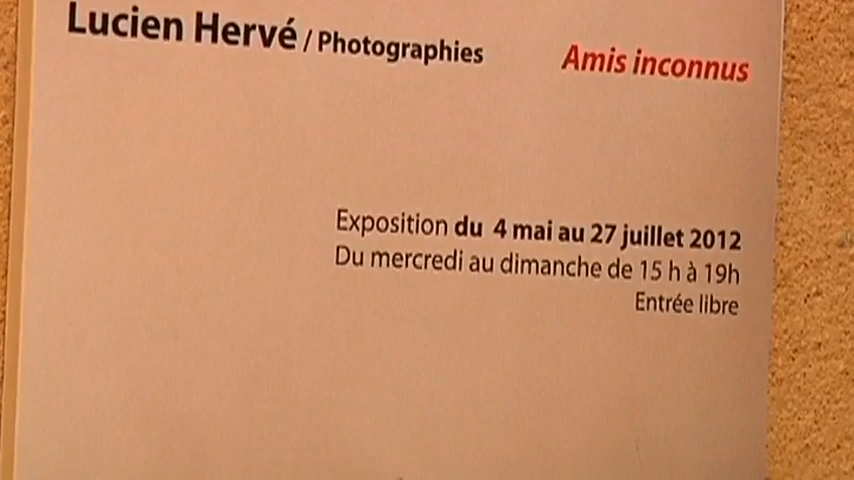 Lucien Hervé / Photographies Amis inconnus
Exposition du 4 mai au 27 juillet 2012
Du mercredi au dimanche de 15 h à 19h
Entrée libre